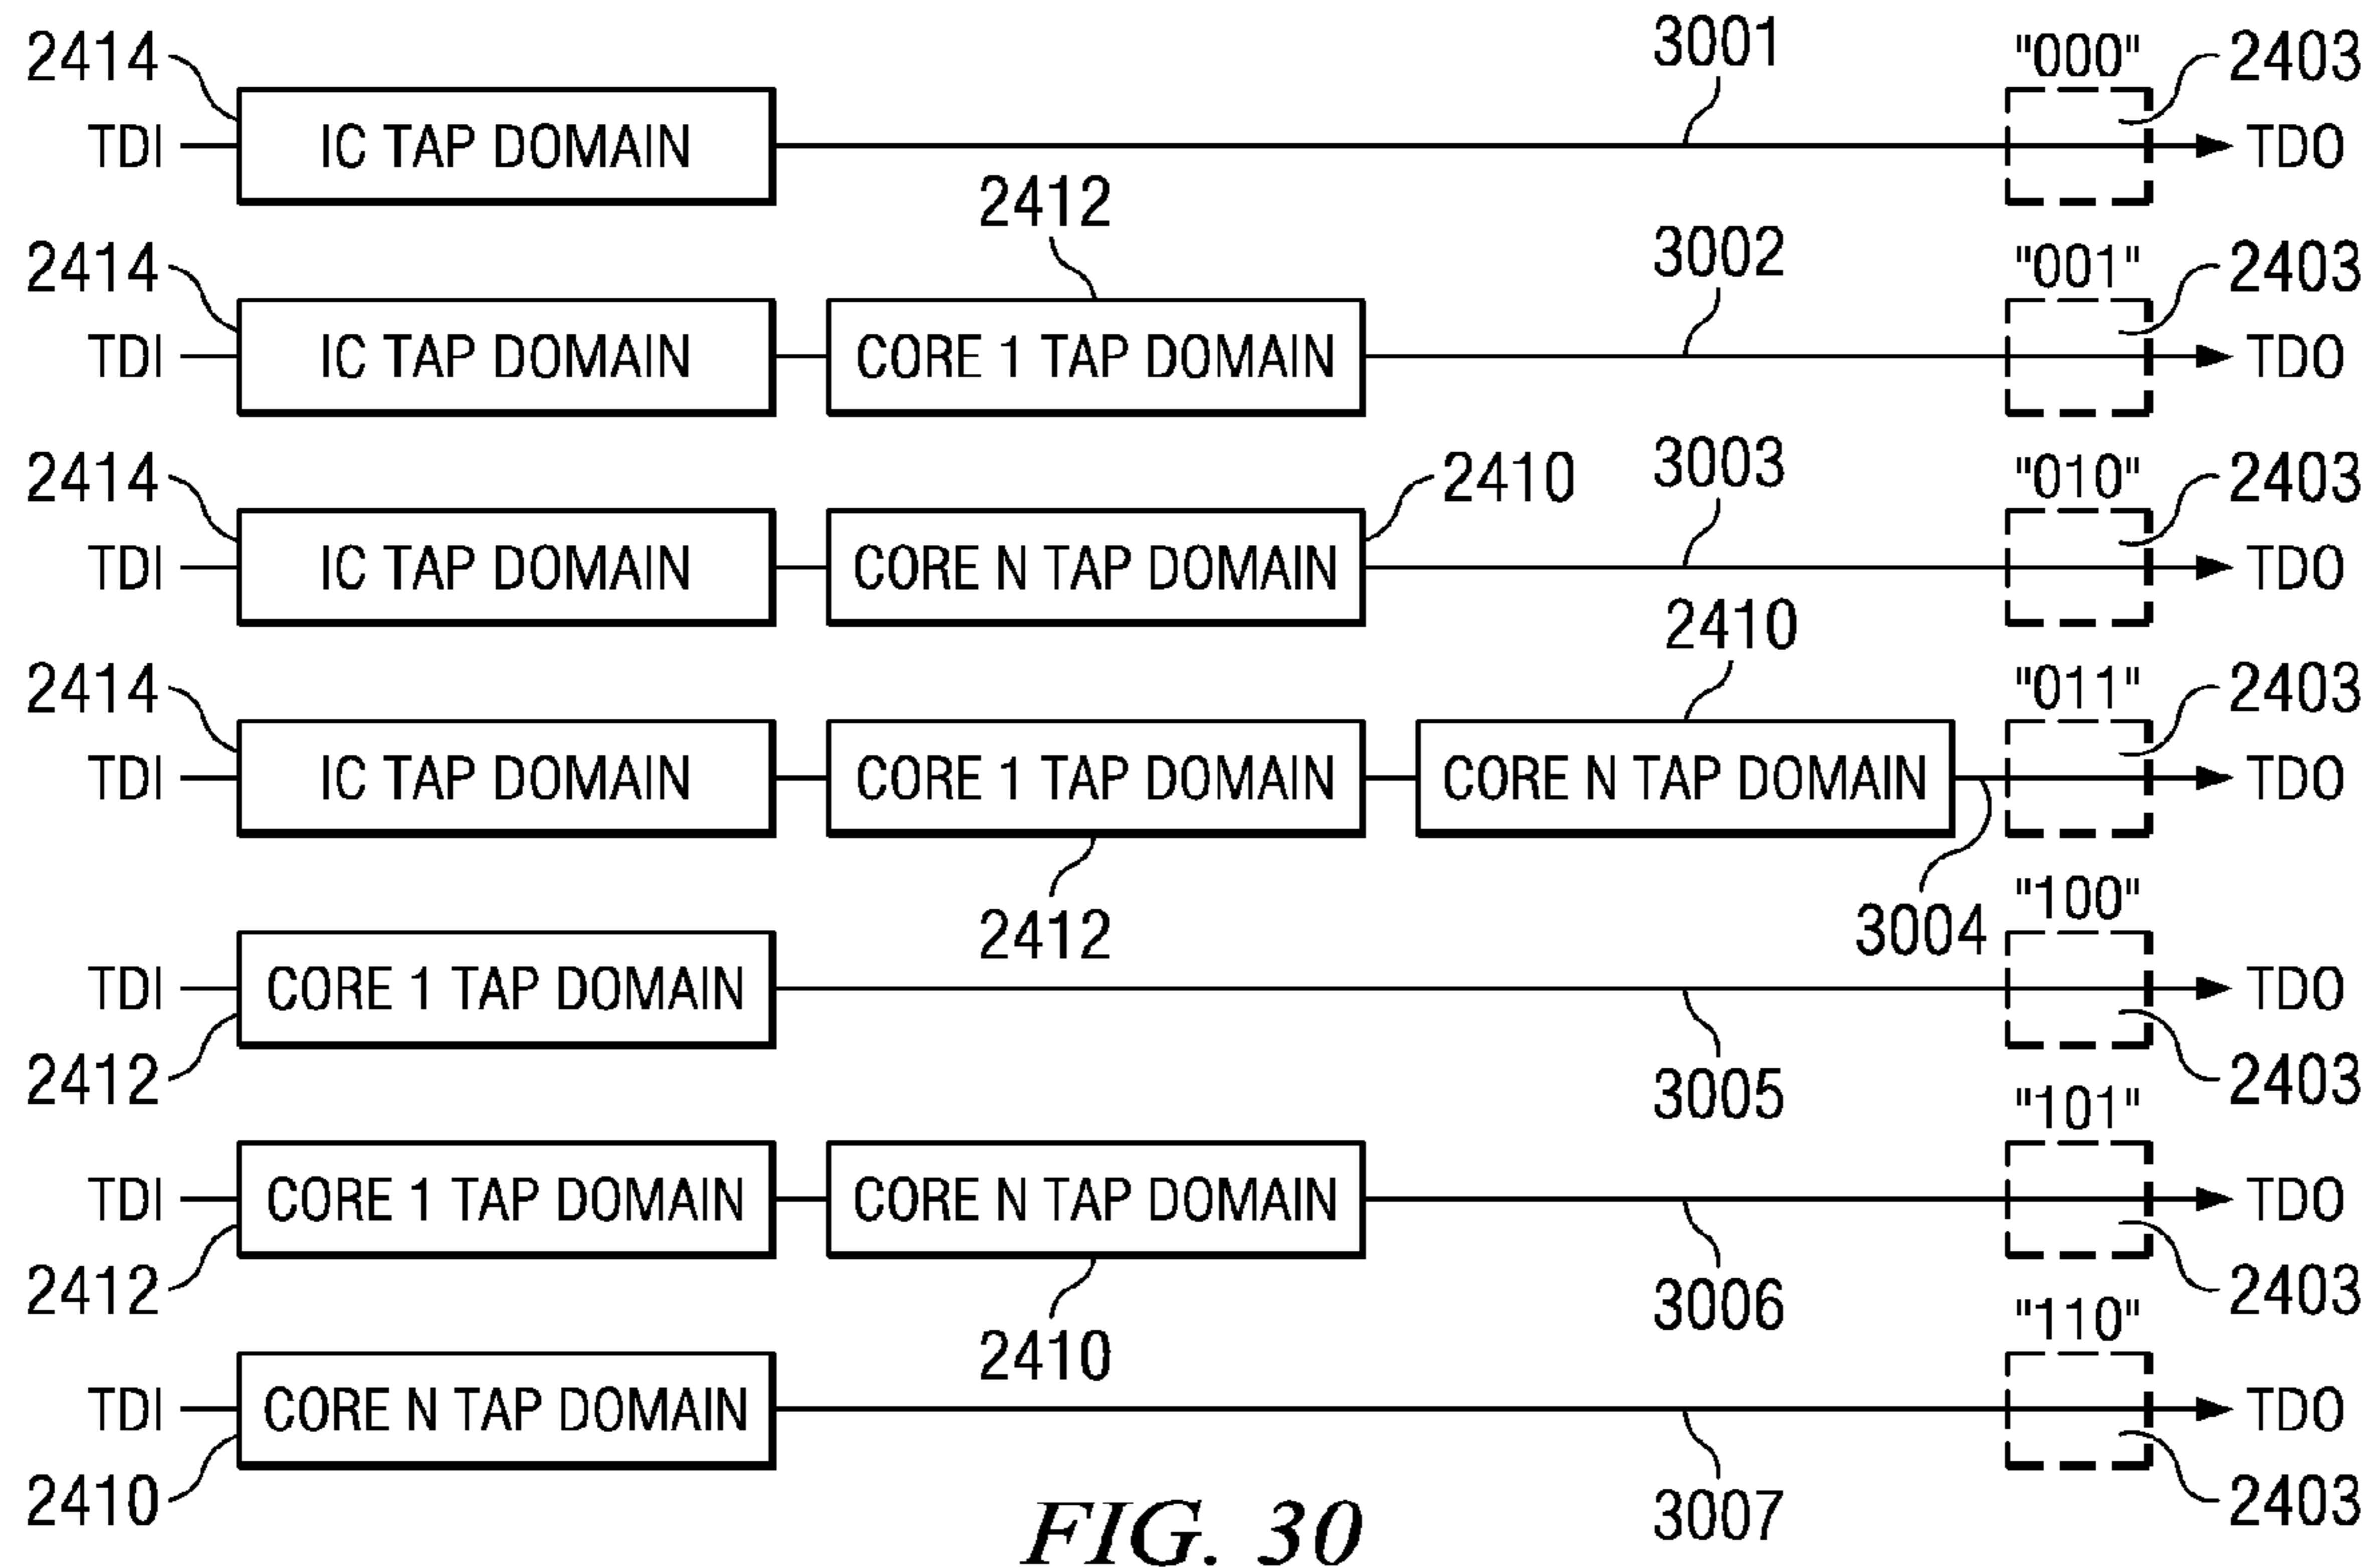 3001
2414 "000" 2403
TDI IC TAP DOMAIN TDO
2412
3002
2414 "001" 2403
TDI IC TAP DOMAIN CORE 1 TAP DOMAIN TDO
2414 2410 3003 "010" 2403
TDI IC TAP DOMAIN CORE N TAP DOMAIN TDO
2410
2414 "011" 2403
TDI IC TAP DOMAIN CORE 1 TAP DOMAIN CORE N TAP DOMAIN TDO
2412 3004 "100"
TDI CORE 1 TAP DOMAIN TDO
2412 3005 2403
"101"
TDI CORE 1 TAP DOMAIN CORE N TAP DOMAIN TDO
2412 3006 2403
2410 "110"
TDI CORE N TAP DOMAIN TDO
2410 3007 2403
FIG. 30